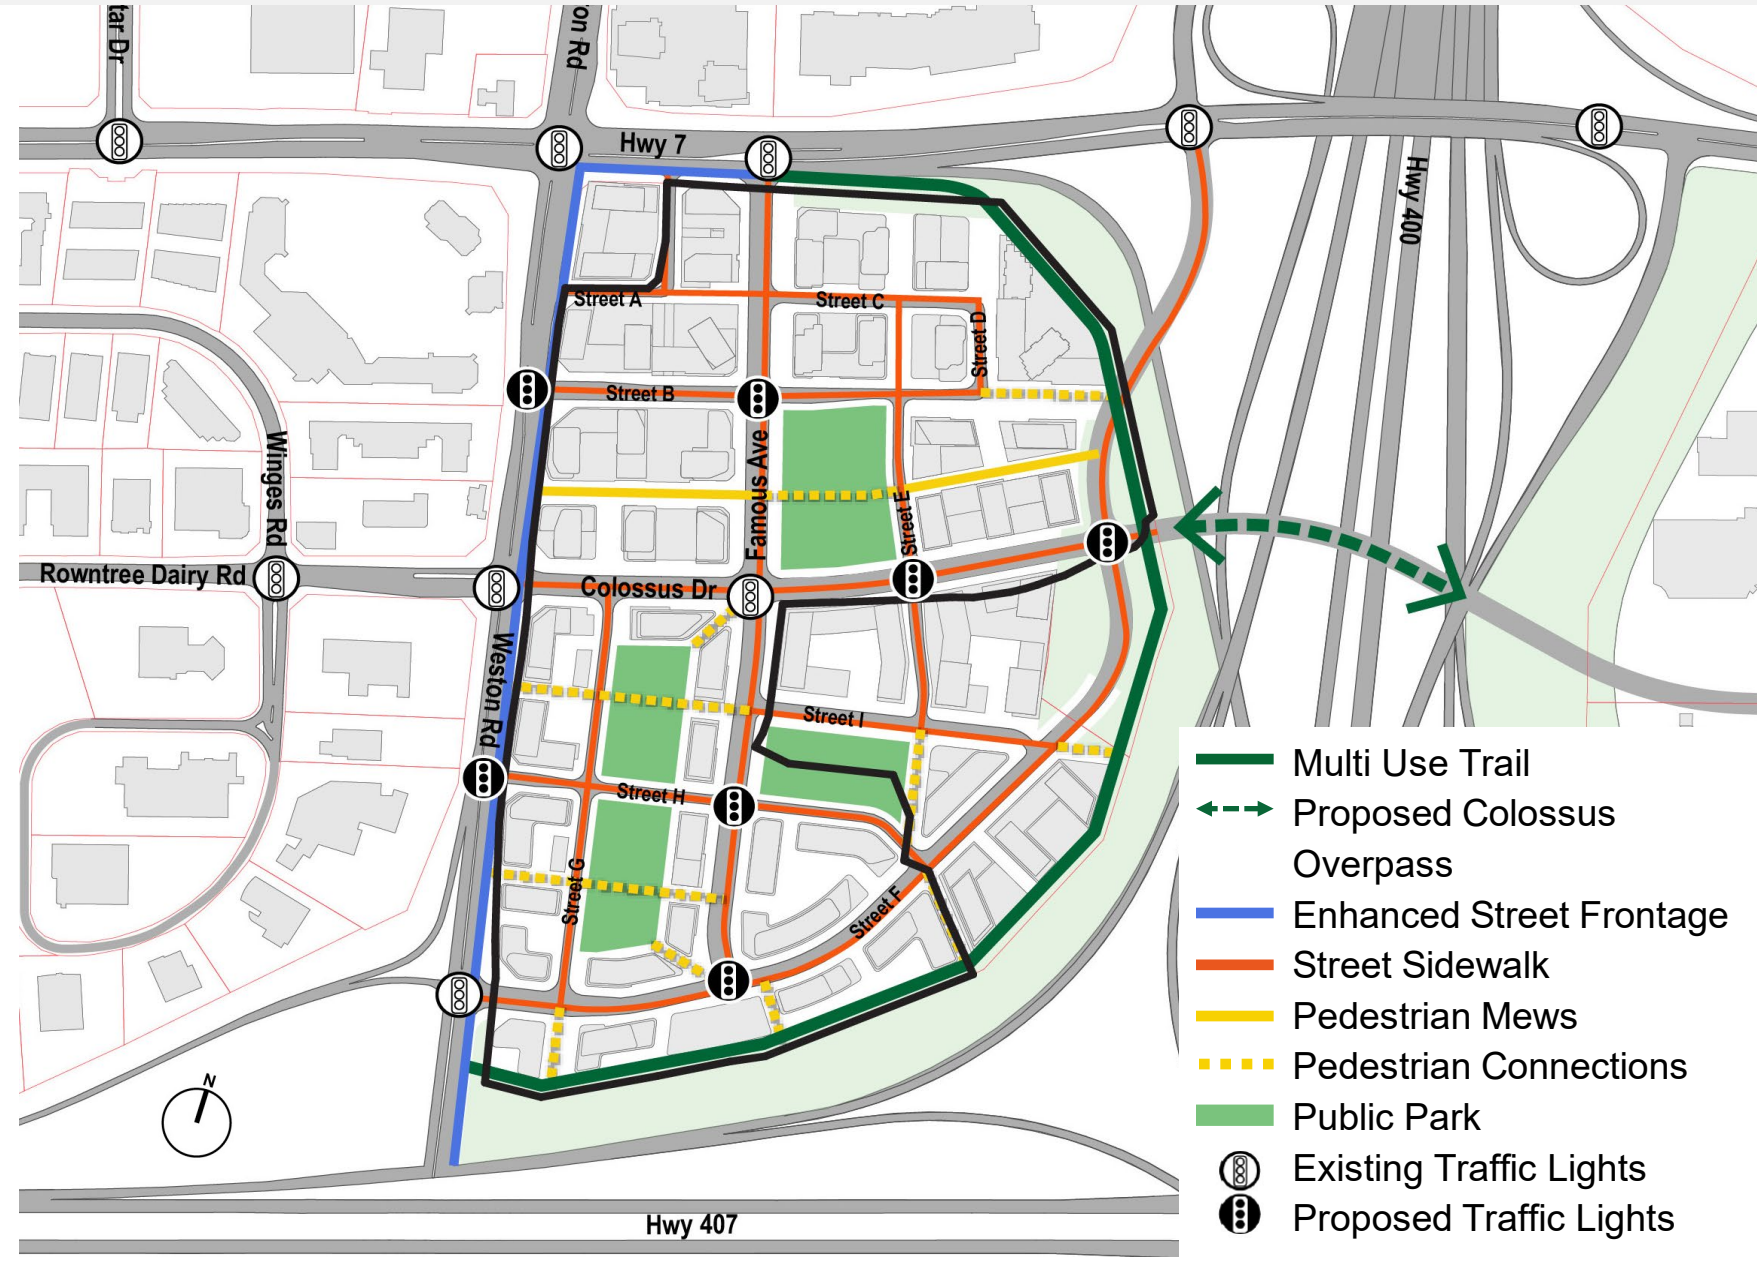 tar Dr
on Rd
Hwy 7
Hwy 400
Street A
Street C
Street D
Street B
Winges Rd
Famous Ave
Street E
Rowntree Dairy Rd
Colossus Dr
Weston Rd
Street I
Street H
Street G
Street F
N
Hwy 407
Multi Use Trail
Proposed Colossus
Overpass
Enhanced Street Frontage
Street Sidewalk
Pedestrian Mews
Pedestrian Connections
Public Park
Existing Traffic Lights
Proposed Traffic Lights